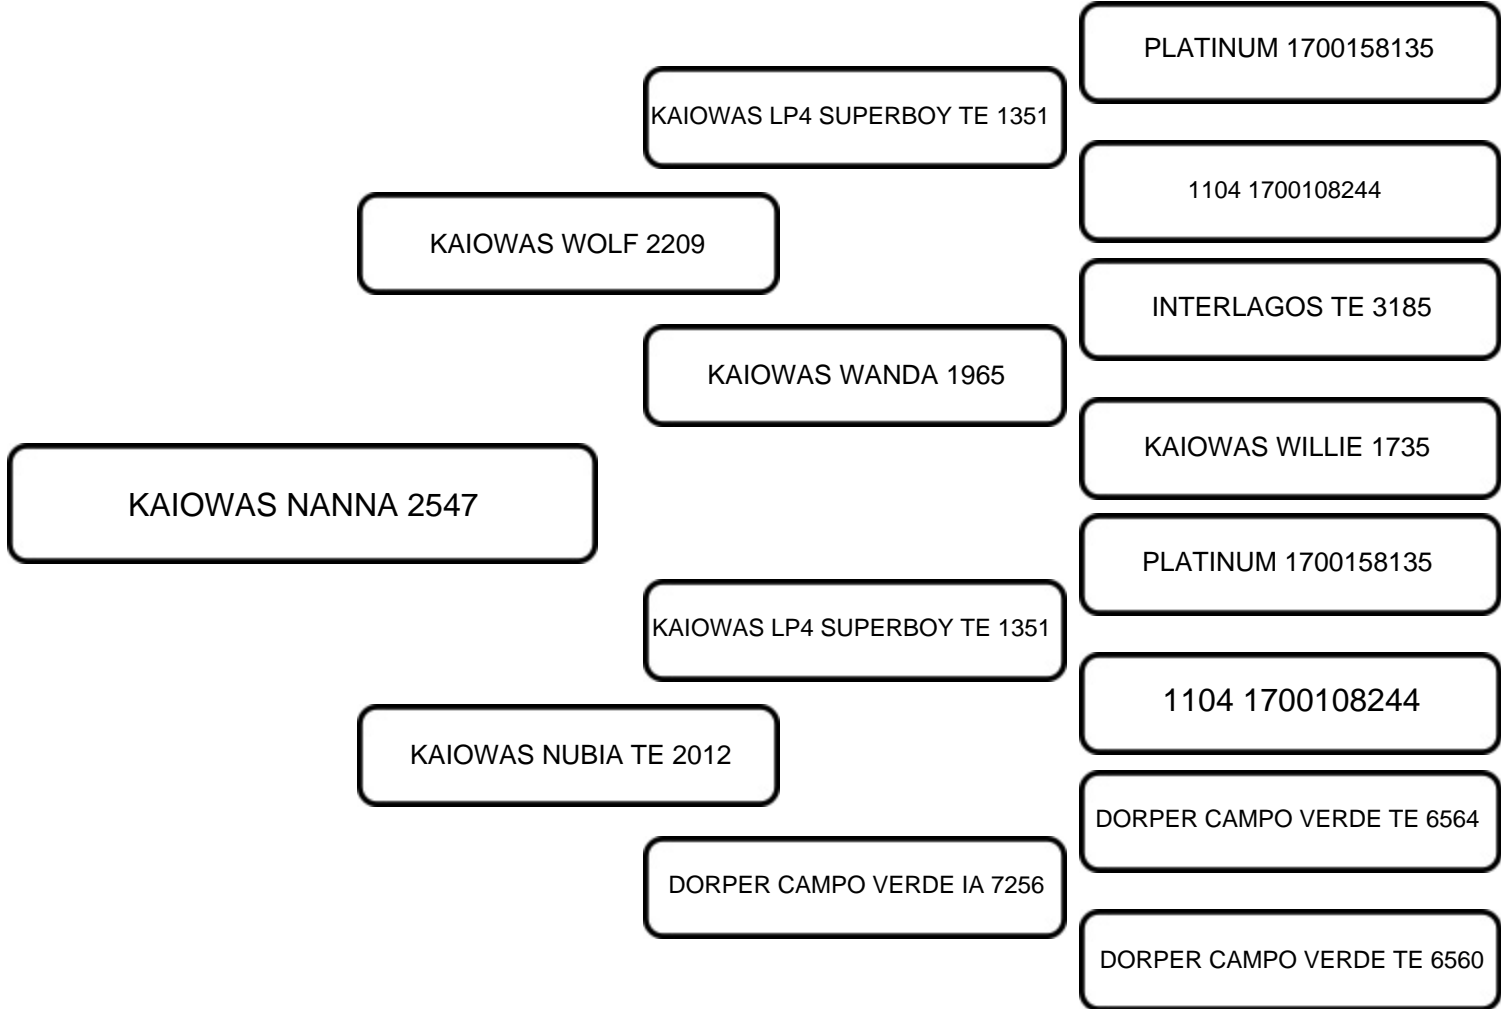 PLATINUM 1700158135
KAIOWAS LP4 SUPERBOY TE 1351
1104 1700108244
KAIOWAS WOLF 2209
INTERLAGOS TE 3185
KAIOWAS WANDA 1965
KAIOWAS WILLIE 1735
KAIOWAS NANNA 2547
PLATINUM 1700158135
KAIOWAS LP4 SUPERBOY TE 1351
1104 1700108244
KAIOWAS NUBIA TE 2012
DORPER CAMPO VERDE TE 6564
DORPER CAMPO VERDE IA 7256
DORPER CAMPO VERDE TE 6560